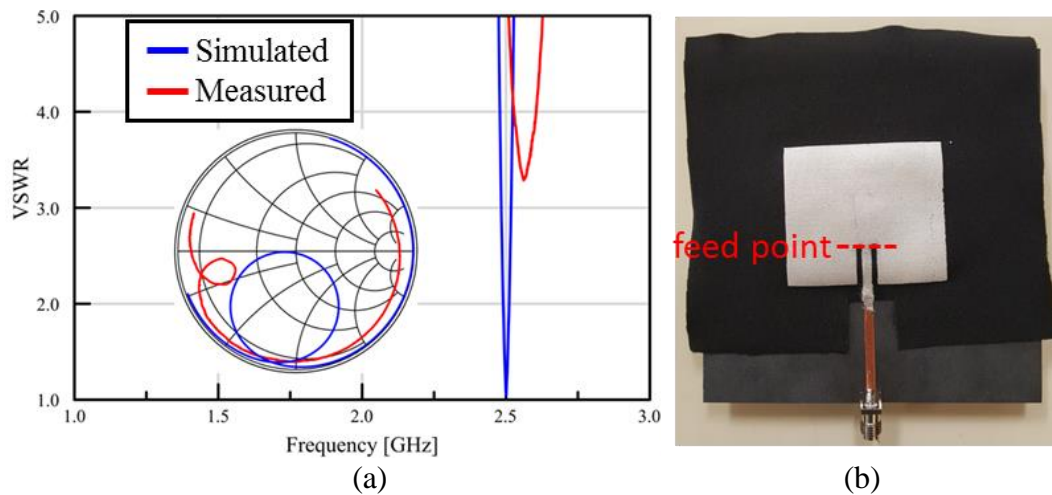 5.0
Simulated
Measured
4.0
VSWR
3.0
2.0
1.0
1.0
1.5
2.0
2.5
3.0
Frequency [GHz]
(a)
feed point
(b)